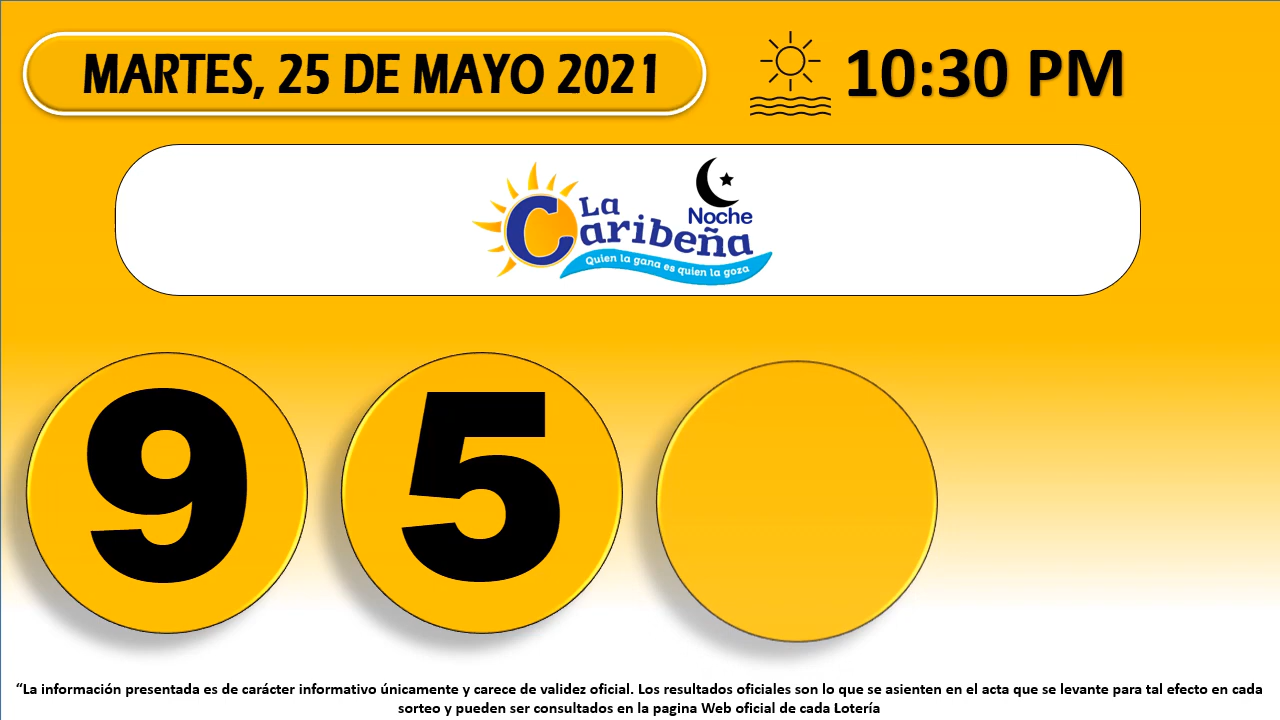 MARTES, 25 DE MAYO 2021
10:30 PM
La
Noche
Caribeña
Quien la gana es quien la goza
9 5
“La información presentada es de carácter informativo únicamente y carece de validez oficial. Los resultados oficiales son lo que se asienten en el acta que se levante para tal efecto en cada
sorteo y pueden ser consultados en la pagina Web oficial de cada Lotería